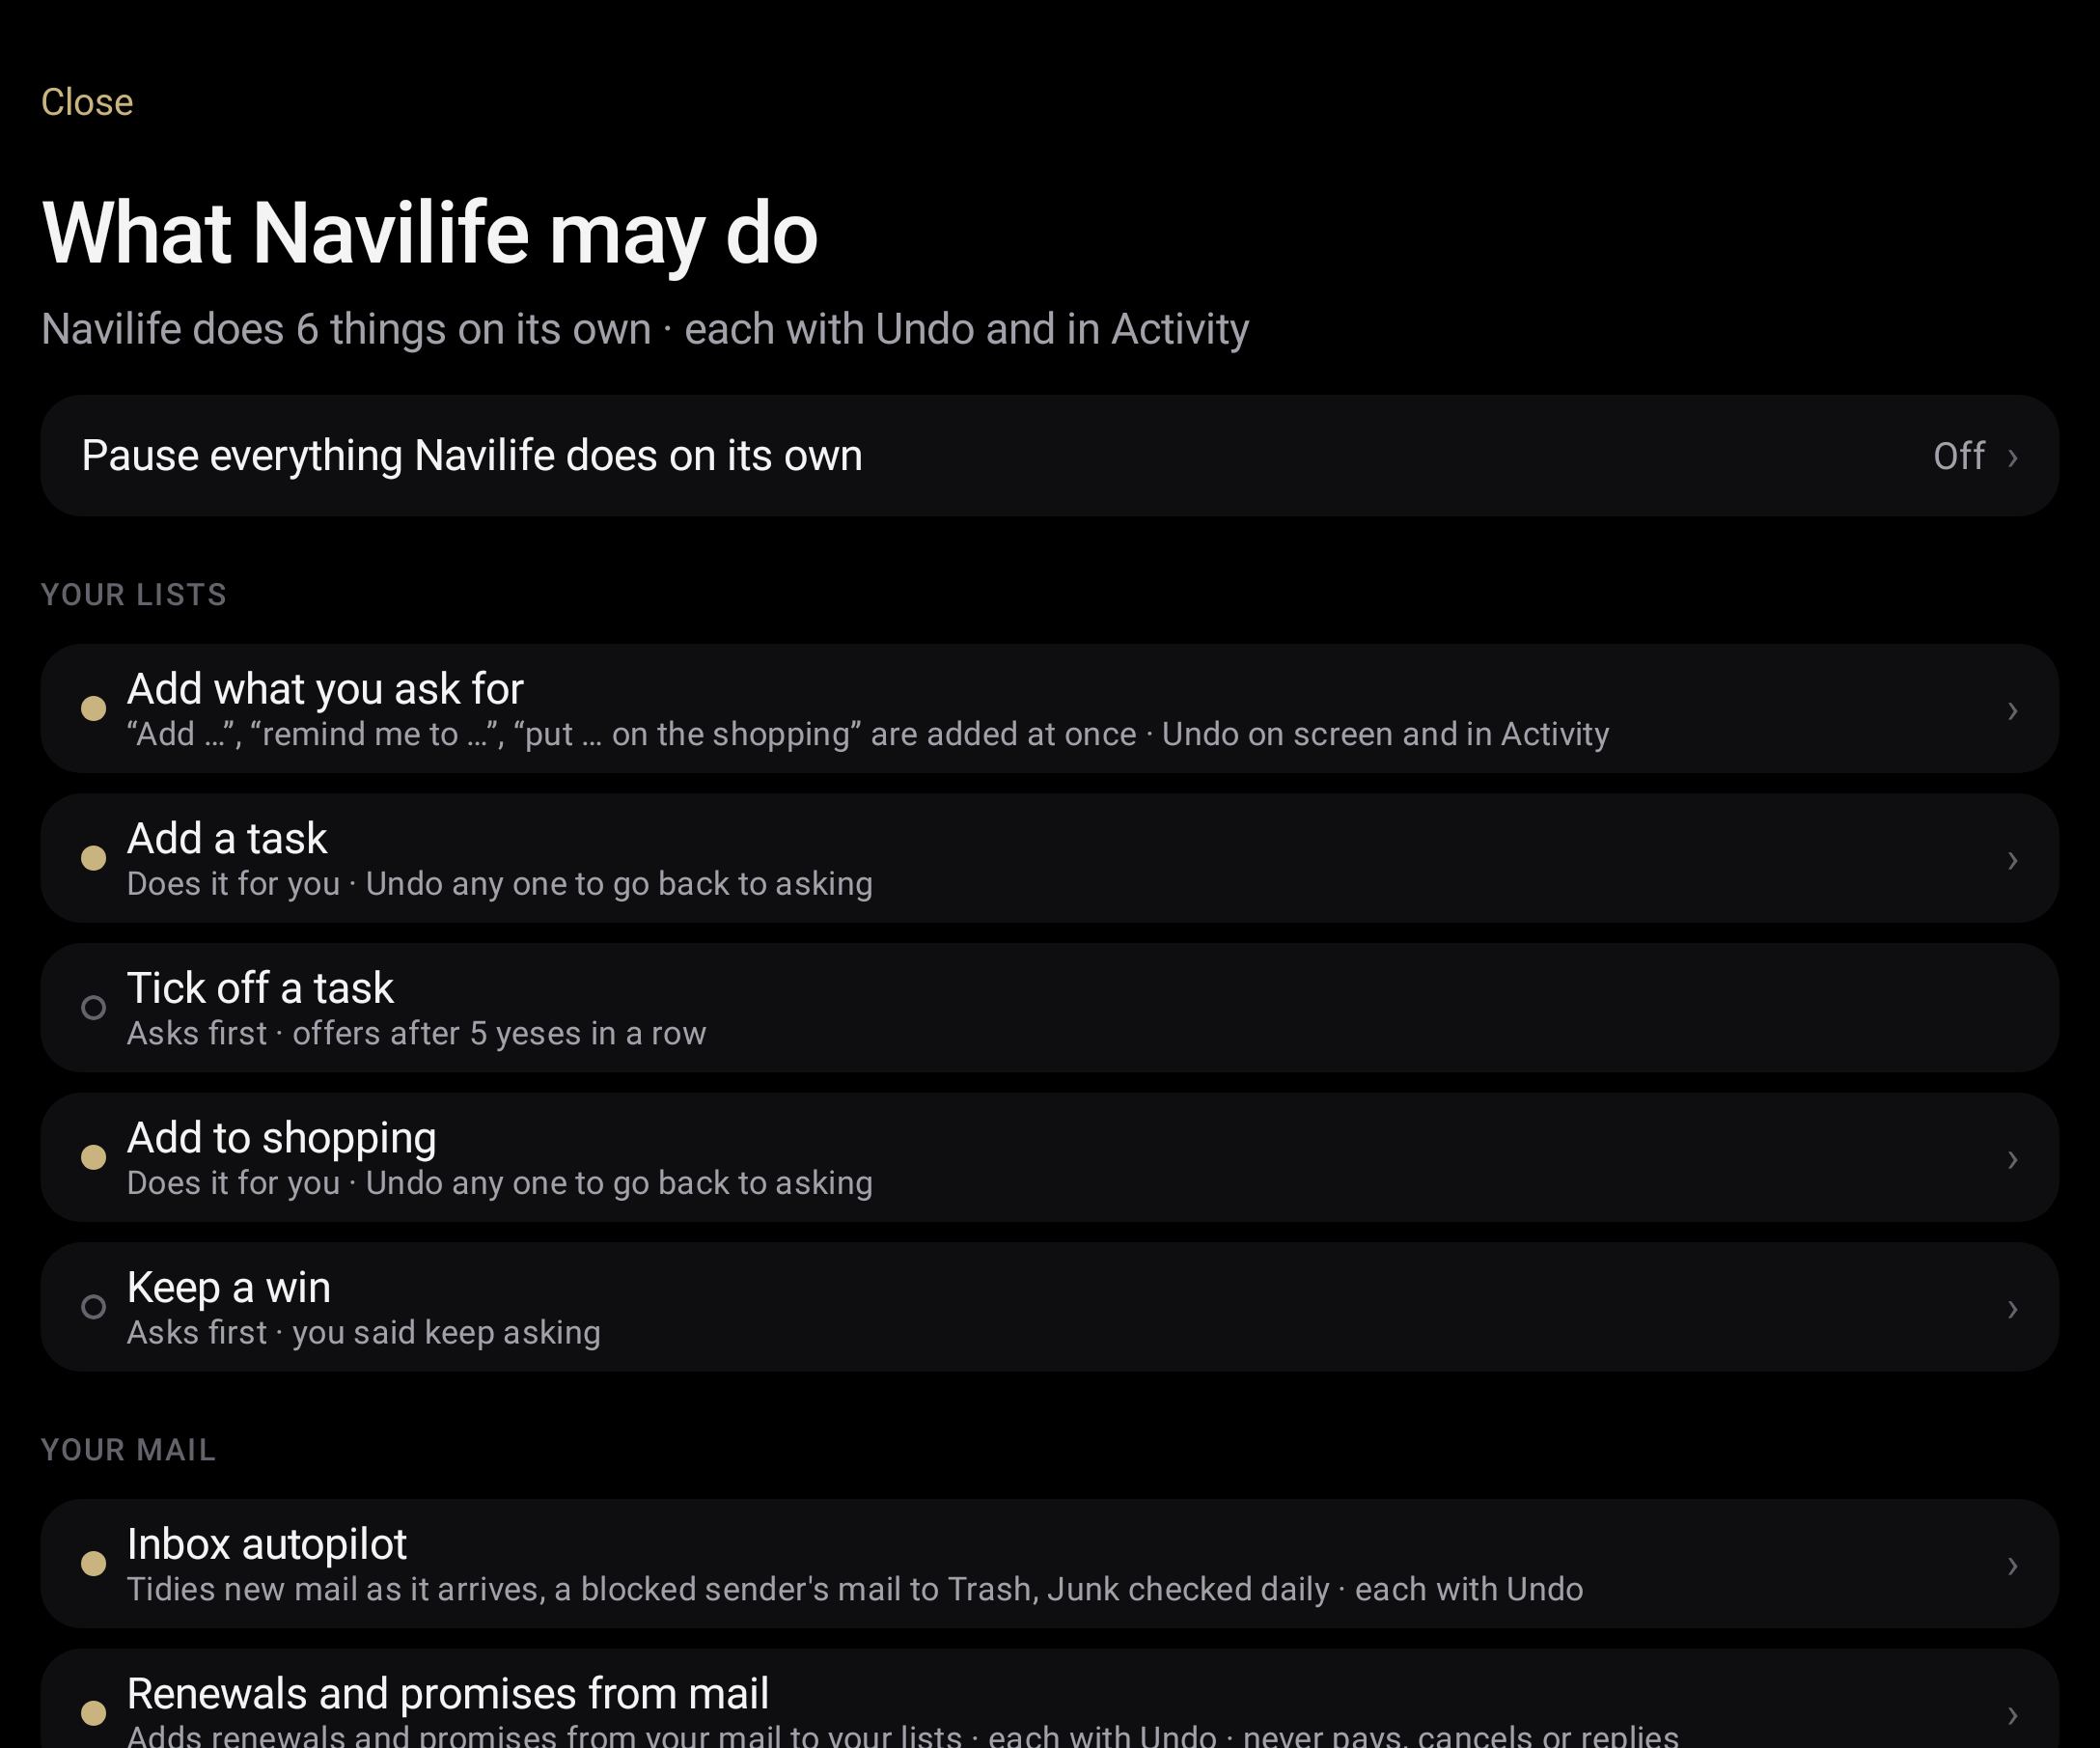 Close
What Navilife may do
Navilife does 6 things on its own · each with Undo and in Activity
Pause everything Navilife does on its own Off ›
YOUR LISTS
Add what you ask for
“Add …”, “remind me to …”, “put … on the shopping” are added at once · Undo on screen and in Activity ›
Add a task
Does it for you · Undo any one to go back to asking ›
Tick off a task
Asks first · offers after 5 yeses in a row
Add to shopping
Does it for you · Undo any one to go back to asking ›
Keep a win
Asks first · you said keep asking ›
YOUR MAIL
Inbox autopilot
Tidies new mail as it arrives, a blocked sender's mail to Trash, Junk checked daily · each with Undo ›
Renewals and promises from mail
Adds renewals and promises from your mail to your lists · each with Undo · never pays, cancels or replies ›